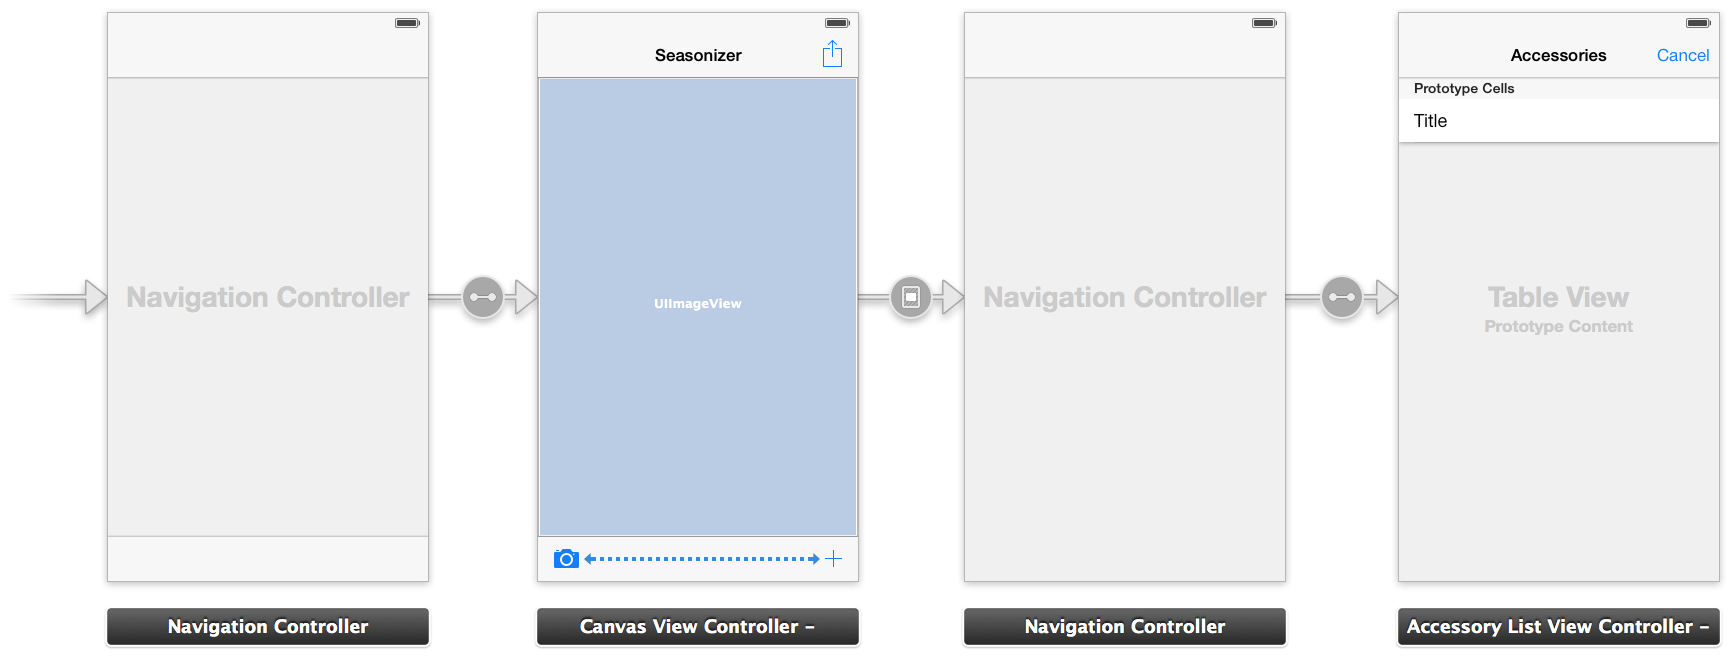 Navigation Controller
Navigation Controller
Seasonizer
UIImageView
Canvas View Controller –
Navigation Controller
Navigation Controller
Accessories
Cancel
Prototype Cells
Title
Table View
Prototype Content
Accessory List View Controller –